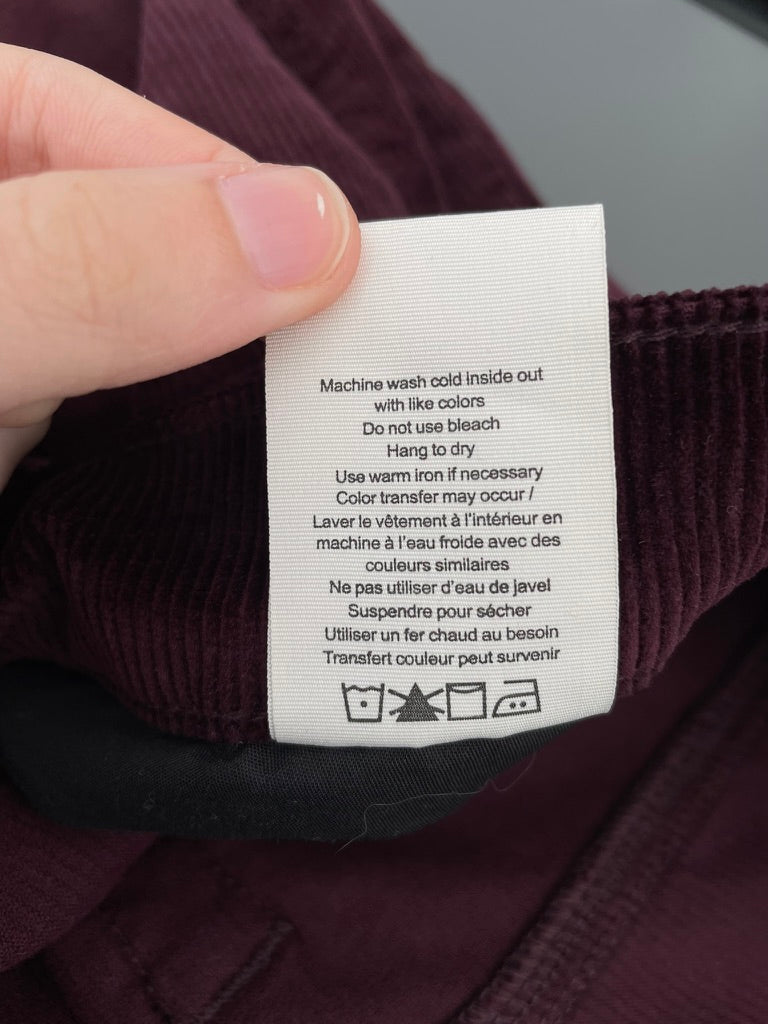 Machine wash cold inside out
with like colors
Do not use bleach
Hang to dry
Use warm iron if necessary
Color transfer may occur /
Laver le vêtement à l'intérieur en
machine à l'eau froide avec des
couleurs similaires
Ne pas utiliser d'eau de javel
Suspendre pour sécher
Utiliser un fer chaud au besoin
Transfert couleur peut survenir